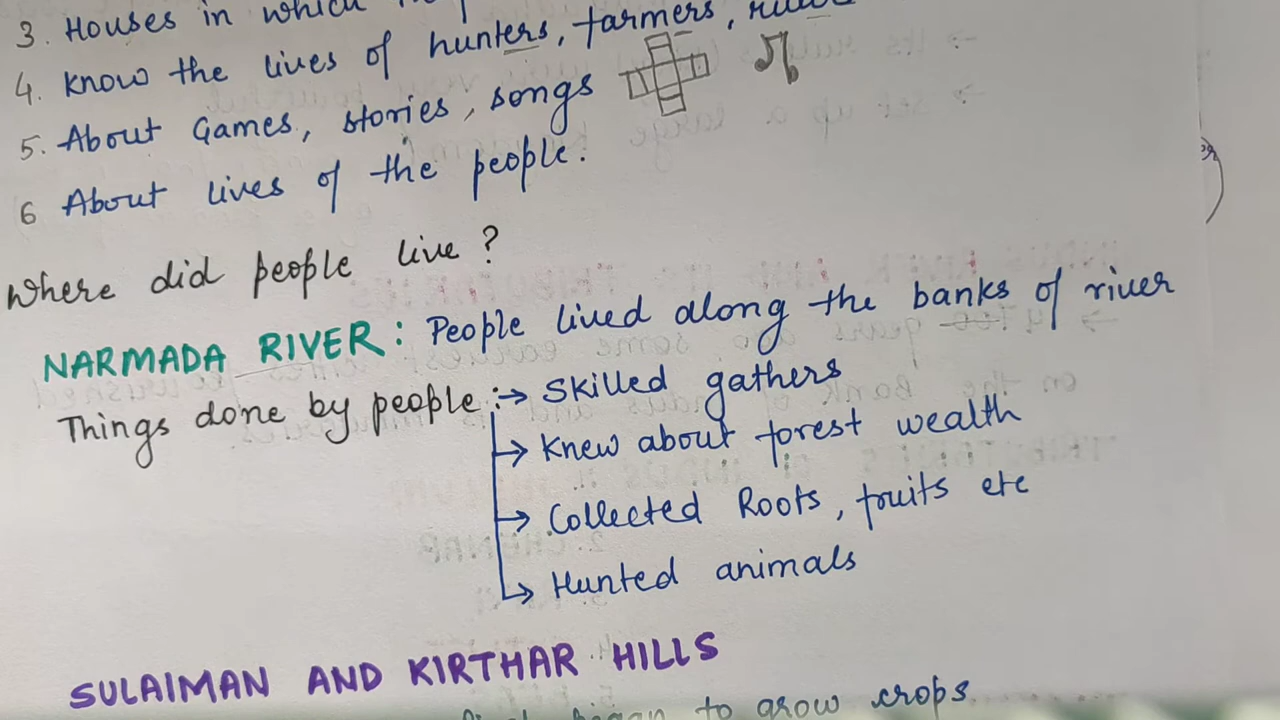 3. Houses in which
4. Know the lives of hunters, farmers,
5. About Games, stories, songs
6 About lives of the people.
Where did people live ?
NARMADA RIVER : People lived along the banks of river
Things done by people :→ Skilled gathers
→ Knew about forest wealth
→ Collected Roots, fruits etc
→ Hunted animals
SULAIMAN AND KIRTHAR HILLS
to grow crops